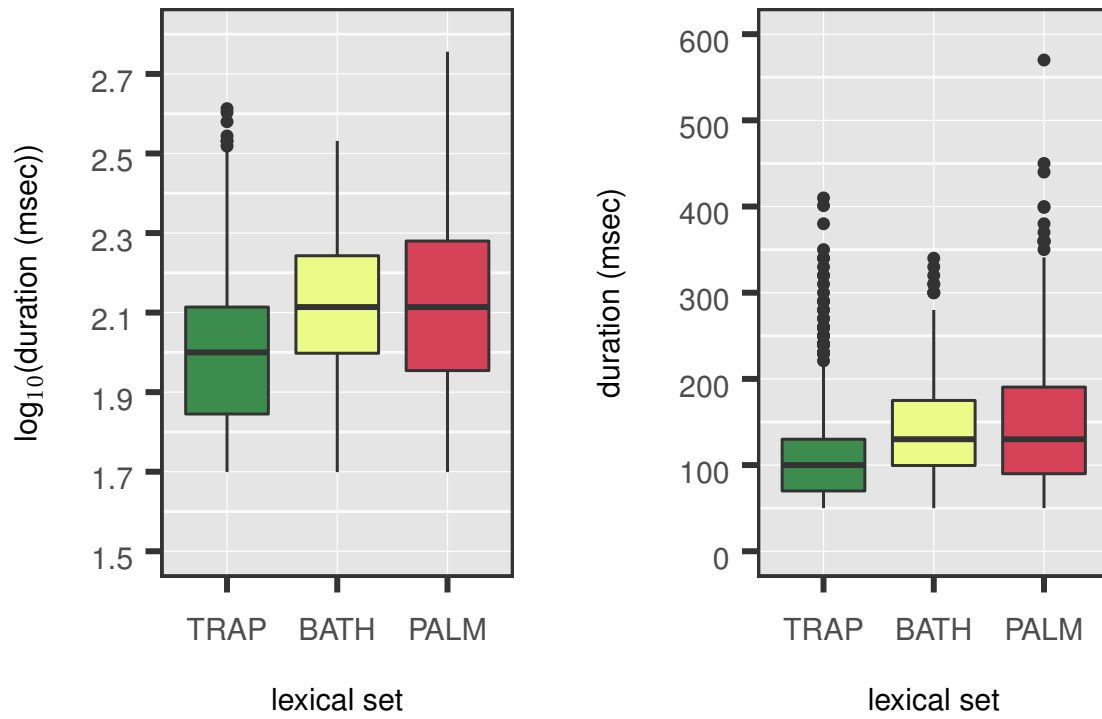 log₁₀(duration (msec))
2.7
2.5
2.3
2.1
1.9
1.7
1.5
TRAP BATH PALM
lexical set
duration (msec)
600
500
400
300
200
100
0
TRAP BATH PALM
lexical set